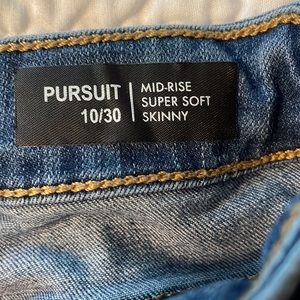 PURSUIT
10/30
MID-RISE
SUPER SOFT
SKINNY